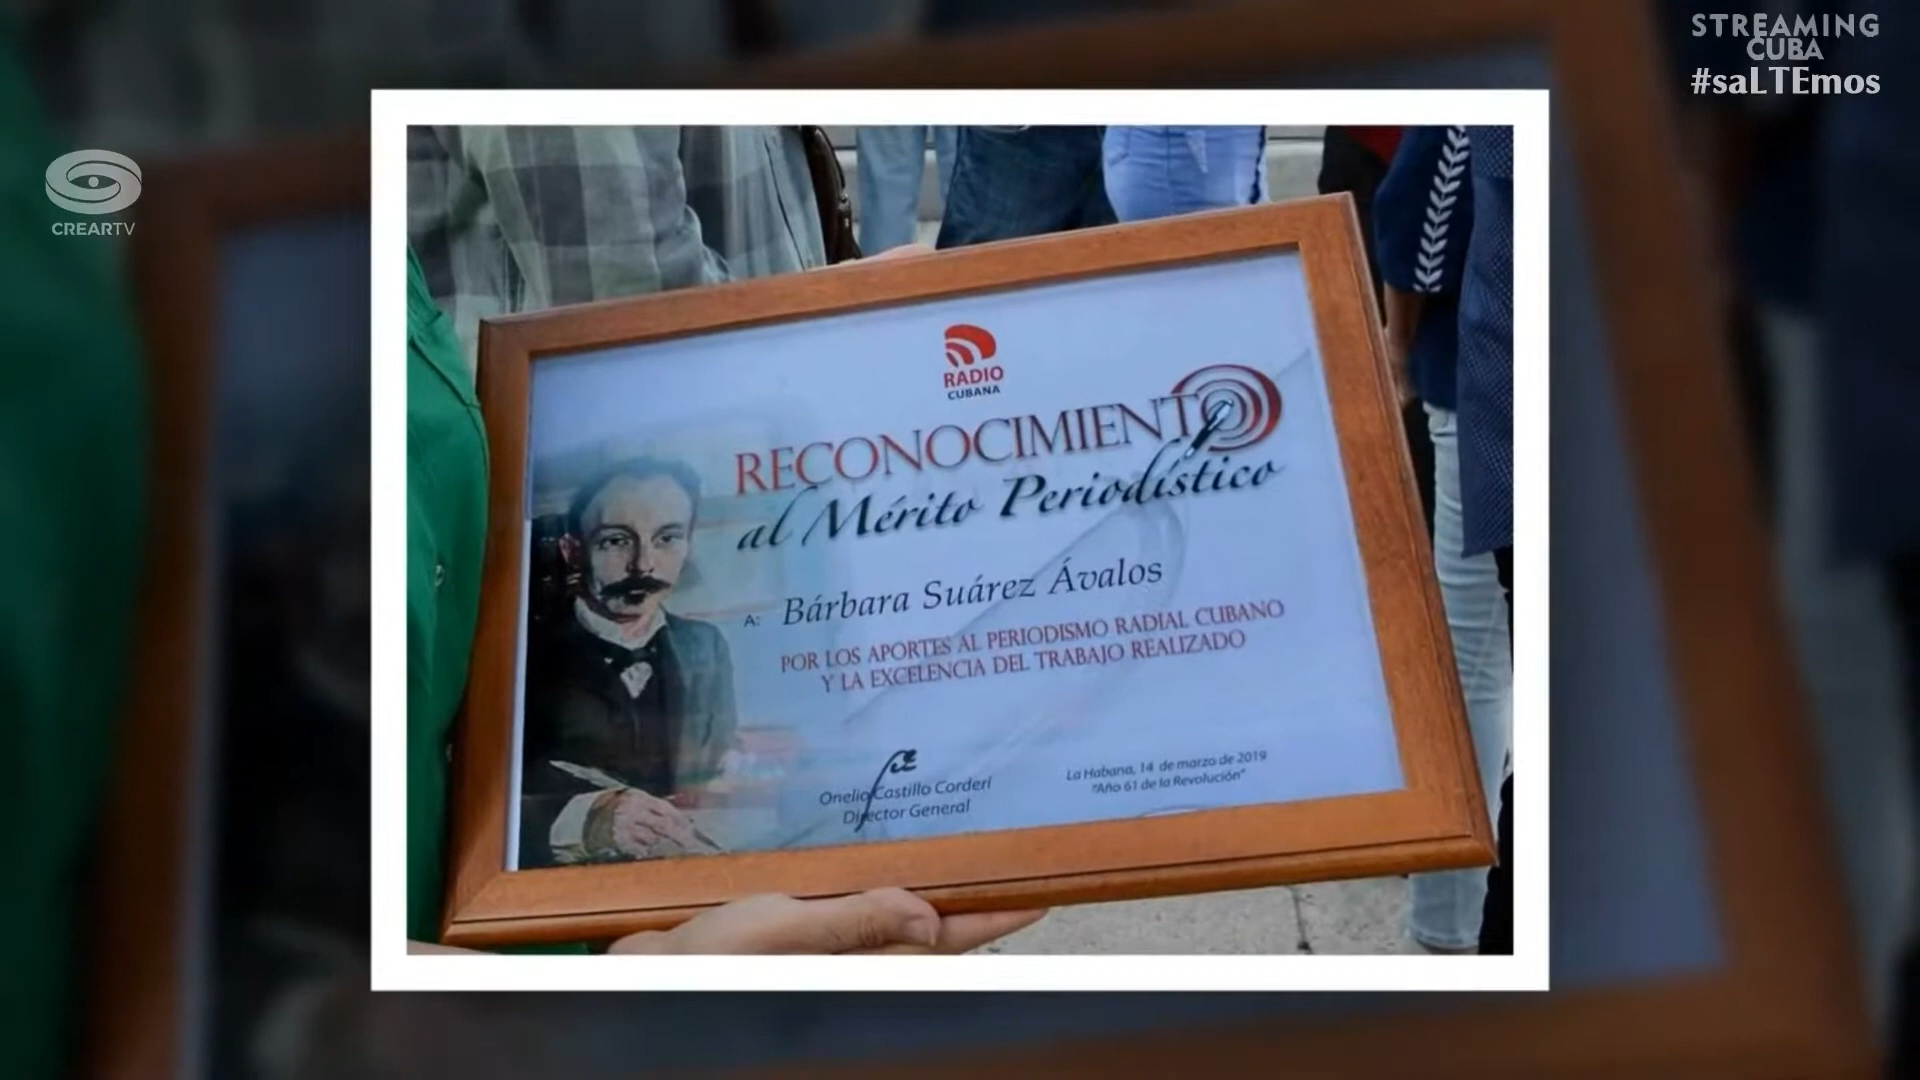 STREAMING
CUBA
#saLTEmos
CREARTV
RADIO
CUBANA
RECONOCIMIENTO
al Mérito Periodístico
A: Bárbara Suárez Ávalos
POR LOS APORTES AL PERIODISMO RADIAL CUBANO
Y LA EXCELENCIA DEL TRABAJO REALIZADO
Onelio Castillo Corderí
Director General
La Habana, 14 de marzo de 2019
"Año 61 de la Revolución"